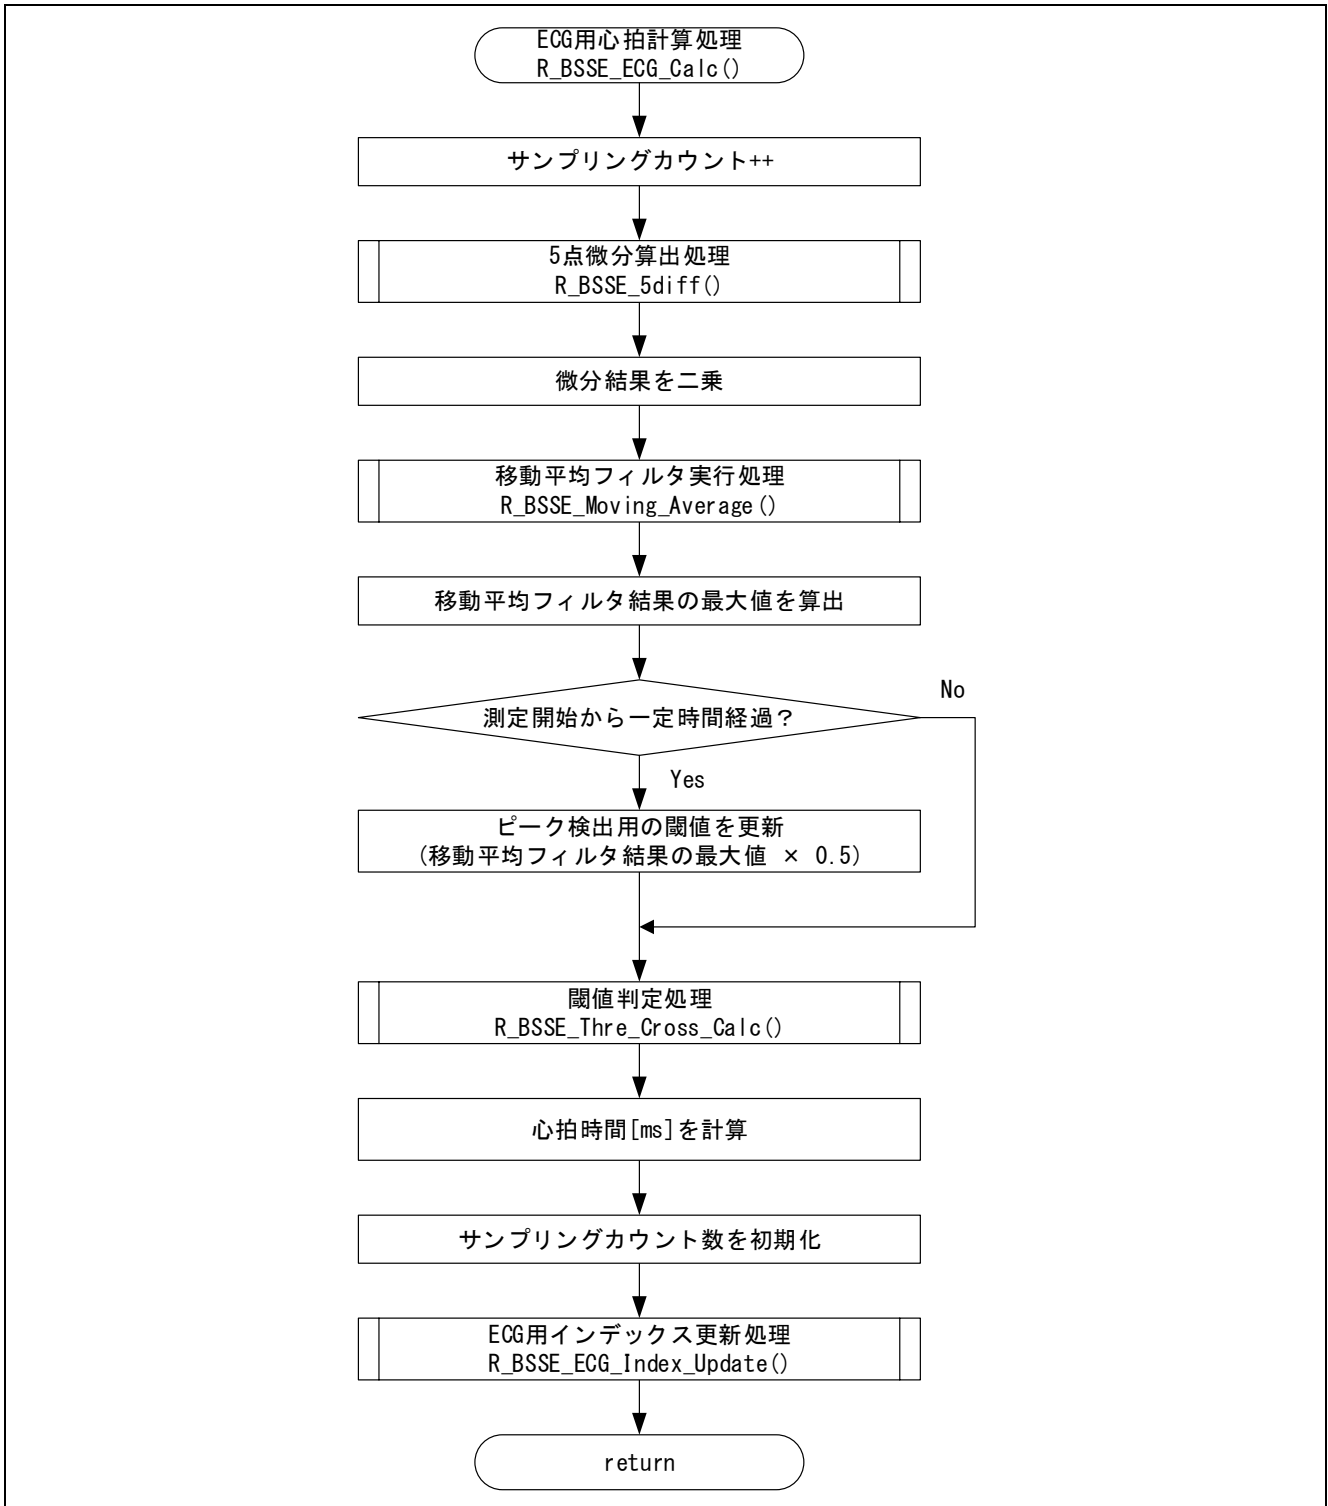 ECG用心拍計算処理
R_BSSE_ECG_Calc()
サンプリングカウント++
5点微分算出処理
R_BSSE_5diff()
微分結果を二乗
移動平均フィルタ実行処理
R_BSSE_Moving_Average()
移動平均フィルタ結果の最大値を算出
No
測定開始から一定時間経過？
Yes
ピーク検出用の閾値を更新
(移動平均フィルタ結果の最大値 × 0.5)
閾値判定処理
R_BSSE_Thre_Cross_Calc()
心拍時間[ms]を計算
サンプリングカウント数を初期化
ECG用インデックス更新処理
R_BSSE_ECG_Index_Update()
return